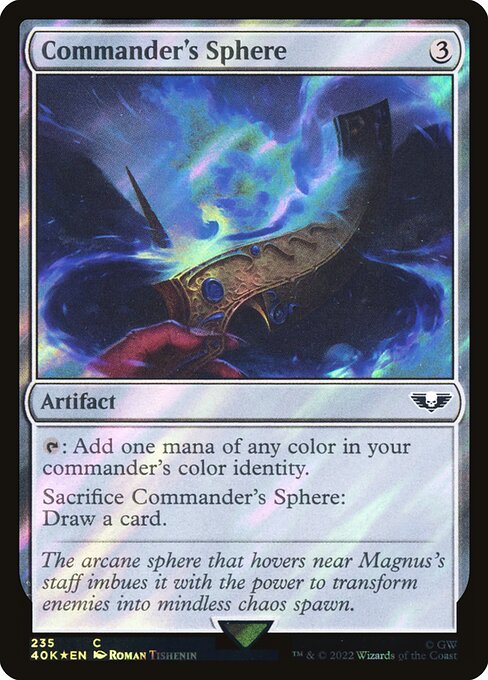 Commander's Sphere 3
Artifact
: Add one mana of any color in your
commander's color identity.
Sacrifice Commander's Sphere:
Draw a card.
The arcane sphere that hovers near Magnus's
staff imbues it with the power to transform
enemies into mindless chaos spawn.
235 C © GW
40K★EN Roman Tishenin ™ & © 2022 Wizards of the Coast